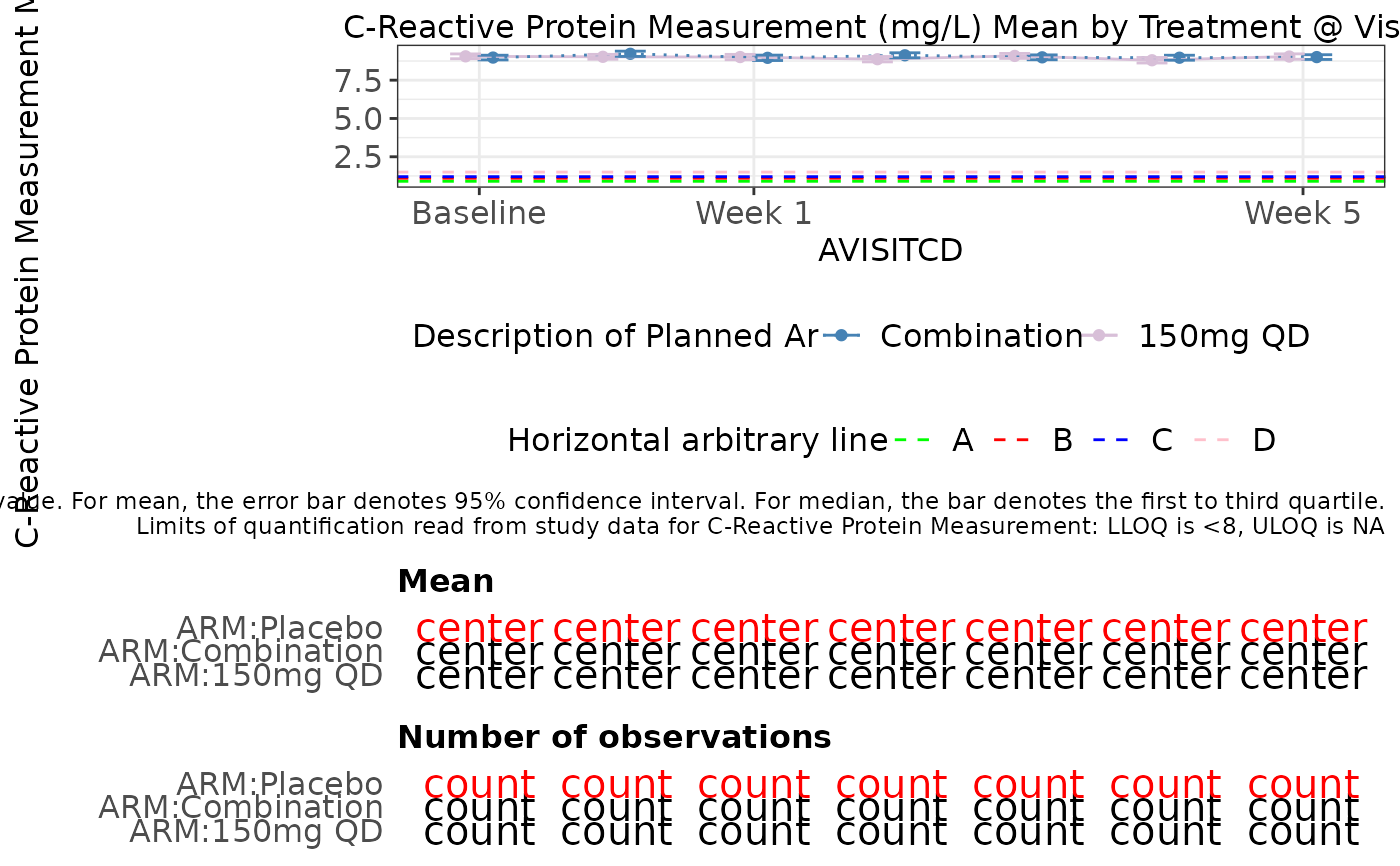 C-Reactive Protein Measurement (mg/L) Mean by Treatment @ Vis
C-Reactive Protein Measurement
7.5
5.0
2.5
Baseline Week 1 Week 5
AVISITCD
Description of Planned Ar Combination 150mg QD
Horizontal arbitrary line A B C D
value. For mean, the error bar denotes 95% confidence interval. For median, the bar denotes the first to third quartile.
Limits of quantification read from study data for C-Reactive Protein Measurement: LLOQ is <8, ULOQ is NA
Mean
ARM:Placebo center center center center center center center
ARM:Combination center center center center center center center
ARM:150mg QD center center center center center center center
Number of observations
ARM:Placebo count count count count count count count
ARM:Combination count count count count count count count
ARM:150mg QD count count count count count count count